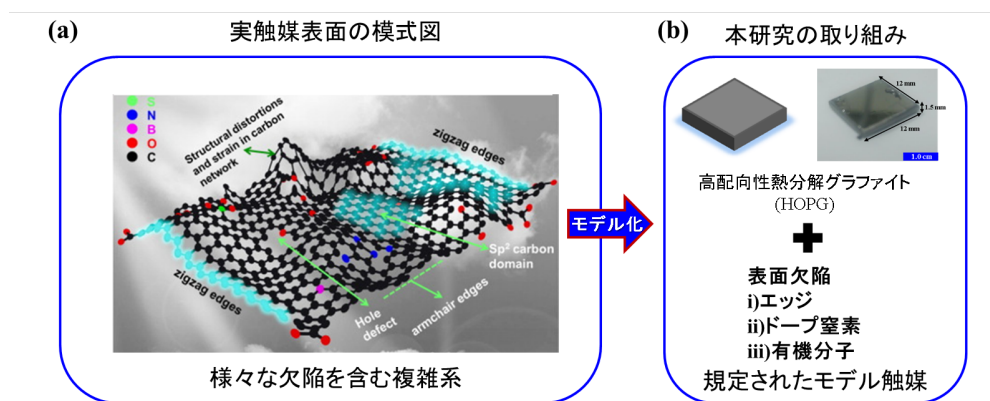 (a)
実触媒表面の模式図
S
N
B
O
C
Structural distortions
and strain in carbon
network
zigzag edges
Sp² carbon
domain
zigzag edges
Hole
defect
armchair edges
様々な欠陥を含む複雑系
モデル化
(b)
本研究の取り組み
12 mm
1.5 mm
12 mm
1.0 cm
高配向性熱分解グラファイト
(HOPG)
表面欠陥
i)エッジ
ii)ドープ窒素
iii)有機分子
規定されたモデル触媒